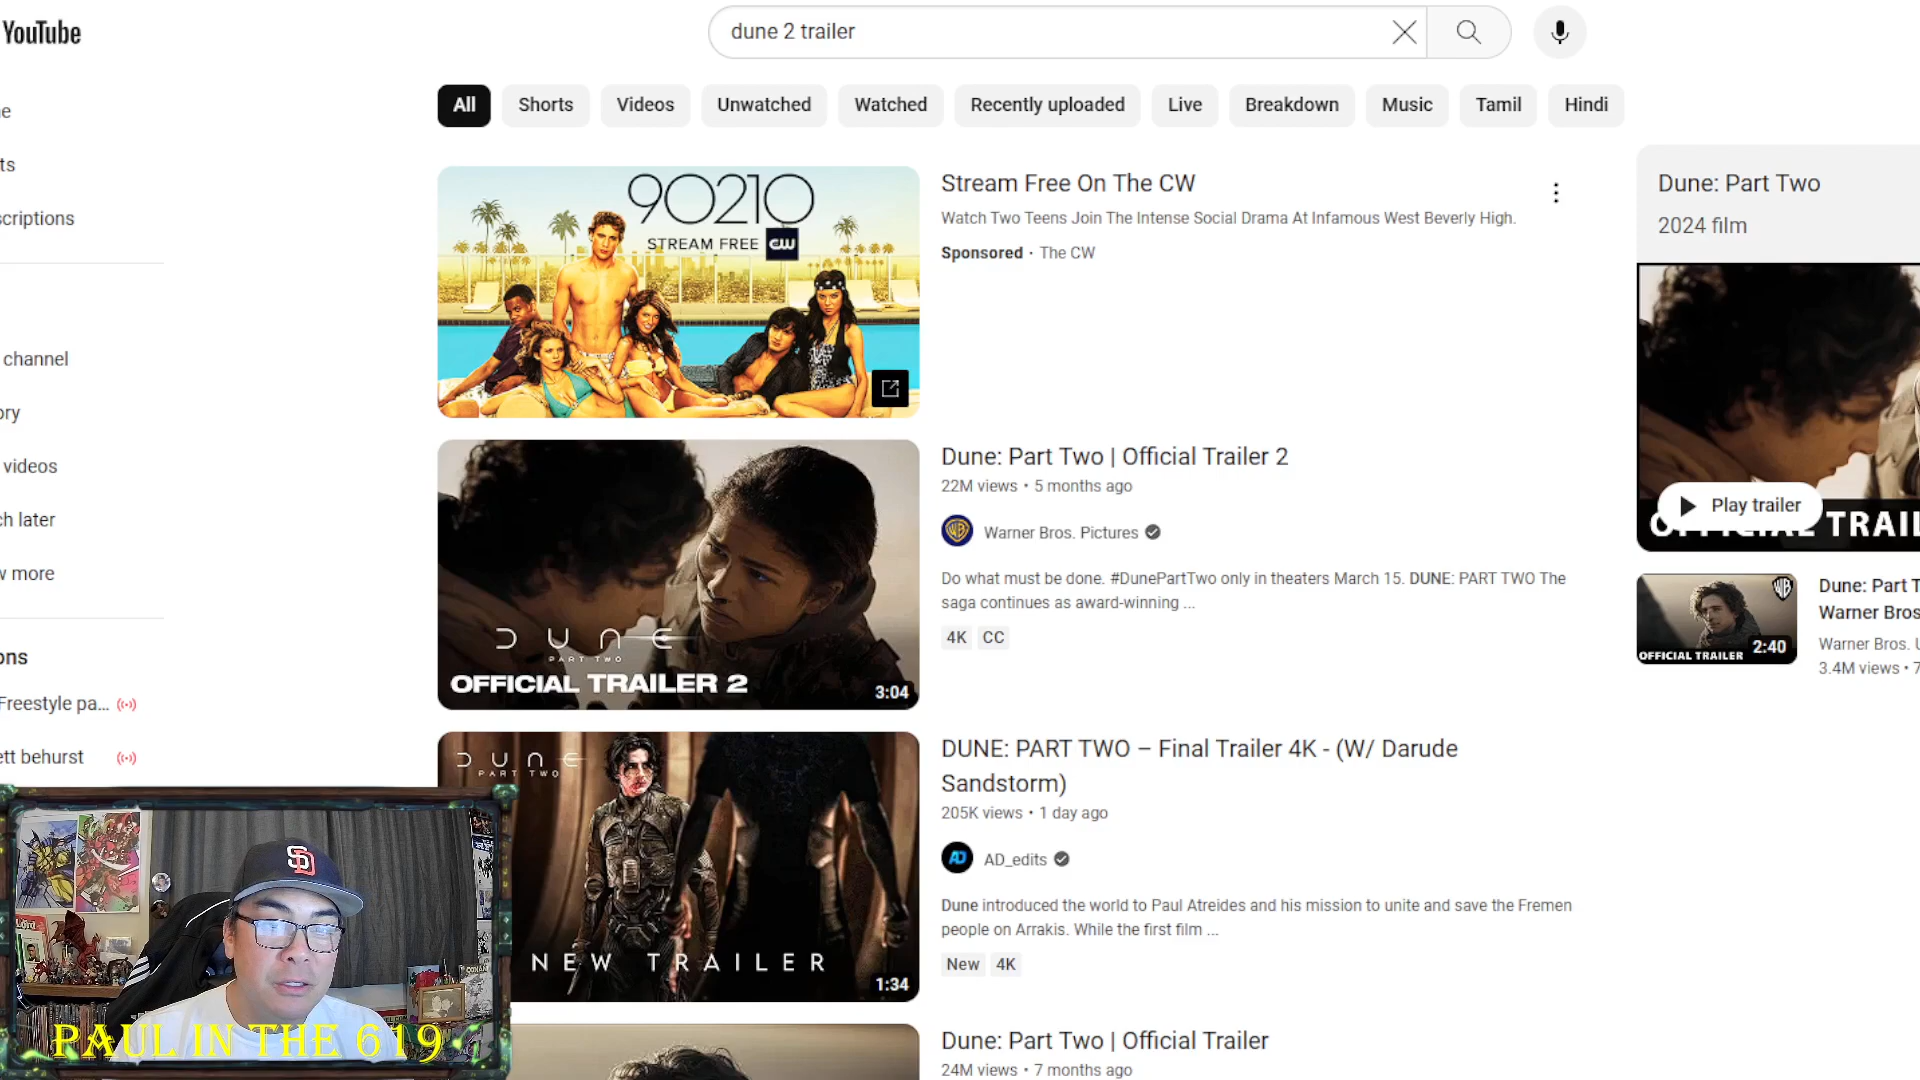 YouTube
dune 2 trailer
All
Shorts
Videos
Unwatched
Watched
Recently uploaded
Live
Breakdown
Music
Tamil
Hindi
e
ts
criptions
channel
ory
videos
ch later
w more
ons
Freestyle pa...
ett behurst
90210
STREAM FREE CW
Stream Free On The CW
Watch Two Teens Join The Intense Social Drama At Infamous West Beverly High.
Sponsored · The CW
DUNE
PART TWO
OFFICIAL TRAILER 2
3:04
Dune: Part Two | Official Trailer 2
22M views • 5 months ago
WB
Warner Bros. Pictures
Do what must be done. #DunePartTwo only in theaters March 15. DUNE: PART TWO The
saga continues as award-winning ...
4K CC
DUNE
PART TWO
NEW TRAILER
1:34
DUNE: PART TWO – Final Trailer 4K - (W/ Darude
Sandstorm)
205K views • 1 day ago
AD
AD_edits
Dune introduced the world to Paul Atreides and his mission to unite and save the Fremen
people on Arrakis. While the first film ...
New 4K
Dune: Part Two | Official Trailer
24M views • 7 months ago
Dune: Part Two
2024 film
Play trailer
OFFICIAL TRAIL
WB
OFFICIAL TRAILER
2:40
Dune: Part T
Warner Bros
Warner Bros. U
3.4M views • 7
SD
PAUL IN THE 619